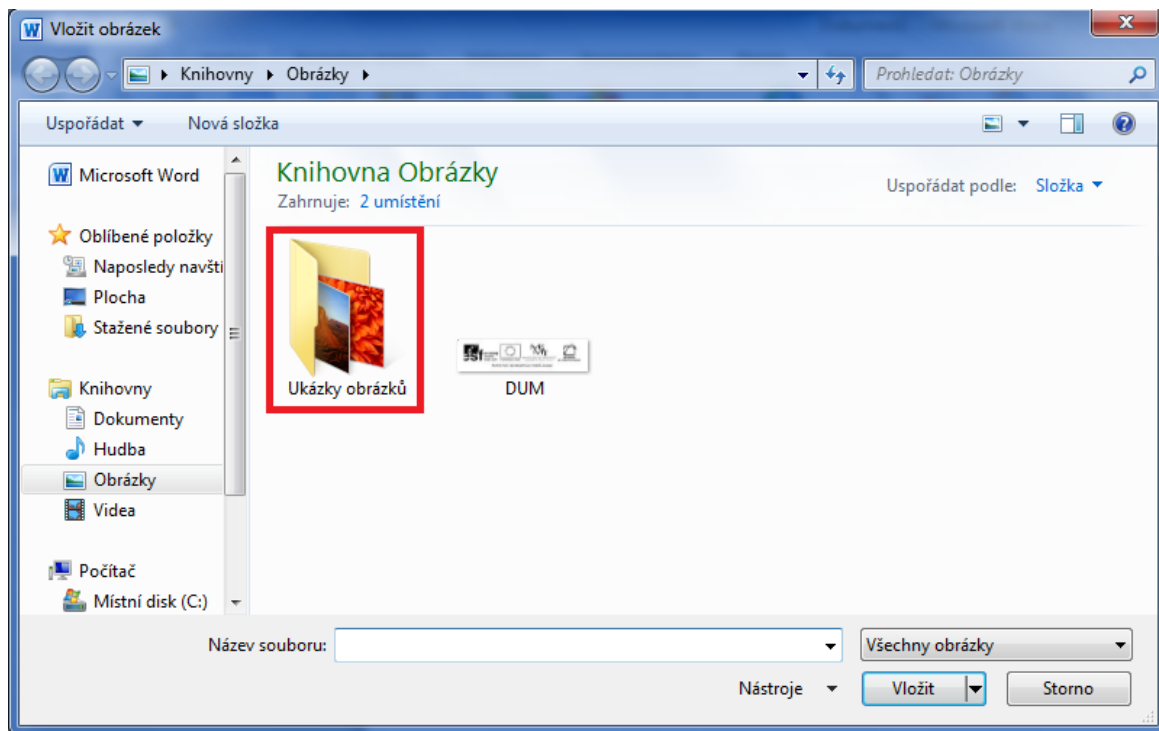 Vložit obrázek
Knihovny Obrázky
Prohledat: Obrázky
Uspořádat Nová složka
Microsoft Word
Oblíbené položky
Naposledy navšti
Plocha
Stažené soubory
Knihovny
Dokumenty
Hudba
Obrázky
Videa
Počítač
Místní disk (C:)
Knihovna Obrázky
Zahrnuje: 2 umístění
Uspořádat podle: Složka
Ukázky obrázků
DUM
Název souboru:
Všechny obrázky
Nástroje Vložit Storno